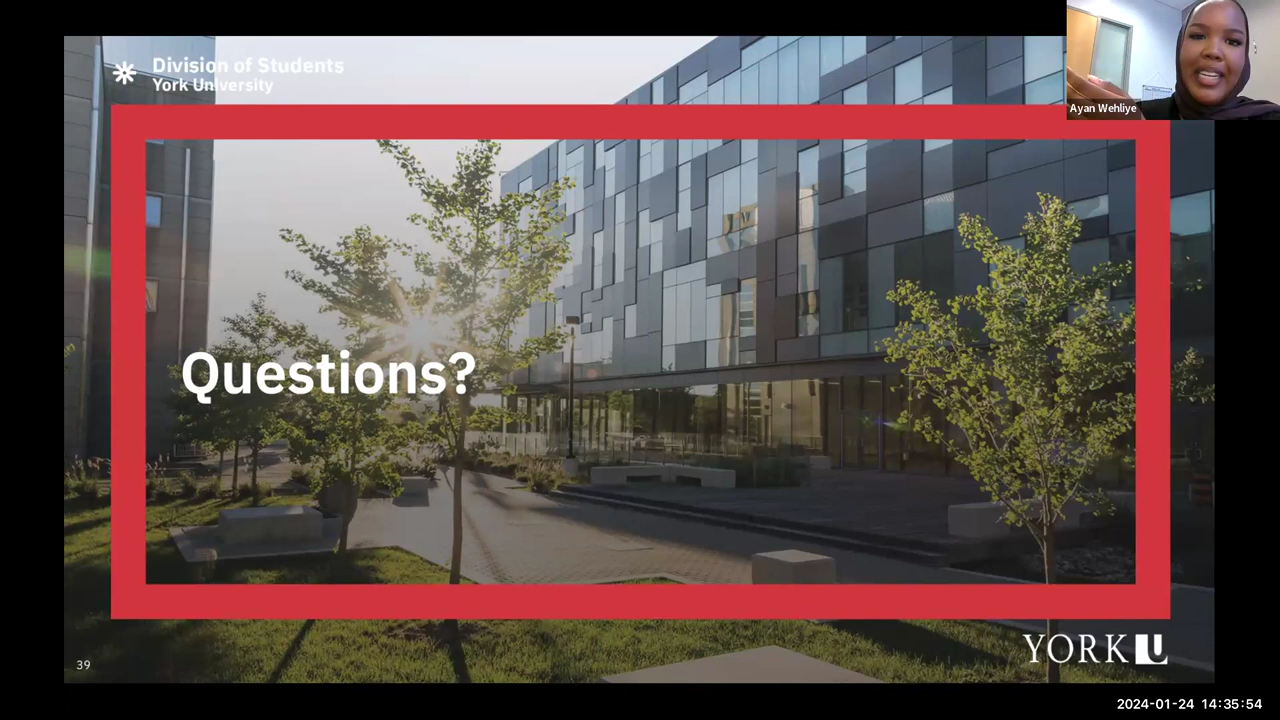 Division of Students
York University
Ayan Wehliye
Questions?
39
YORK U
2024-01-24 14:35:54